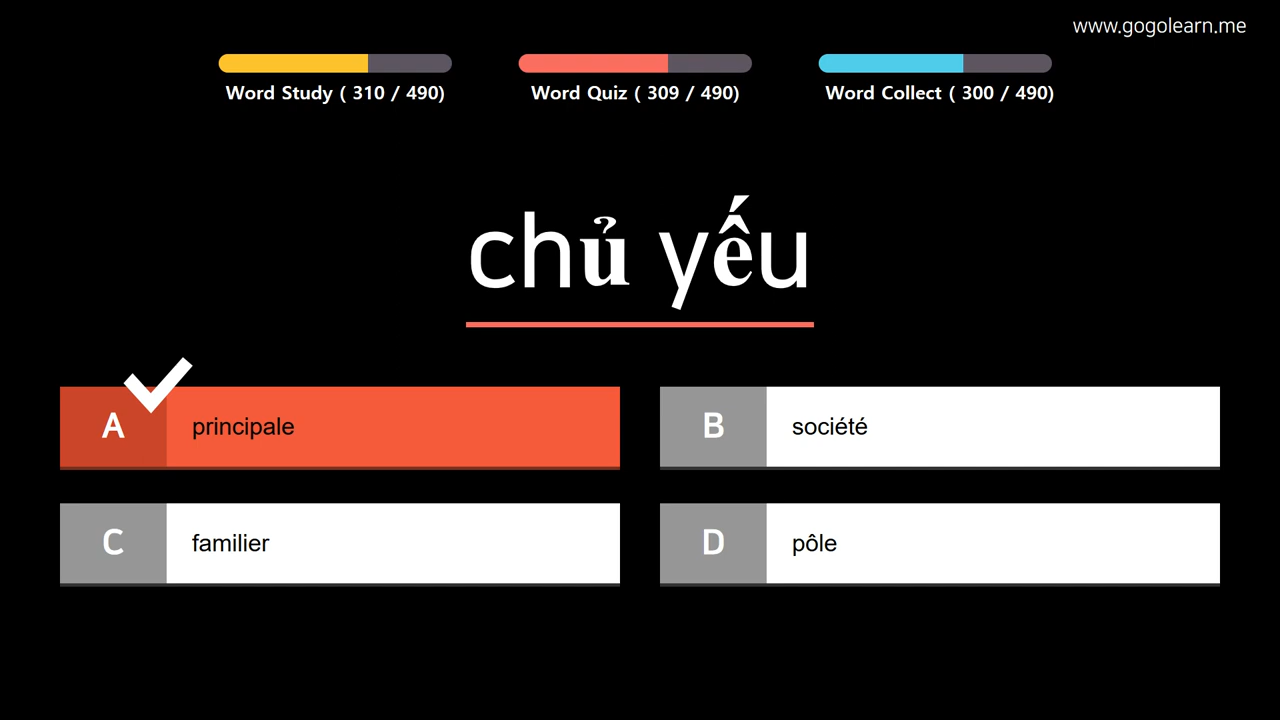 www.gogolearn.me
Word Study ( 310 / 490)
Word Quiz ( 309 / 490)
Word Collect ( 300 / 490)
chủ yếu
A principale
B société
C familier
D pôle